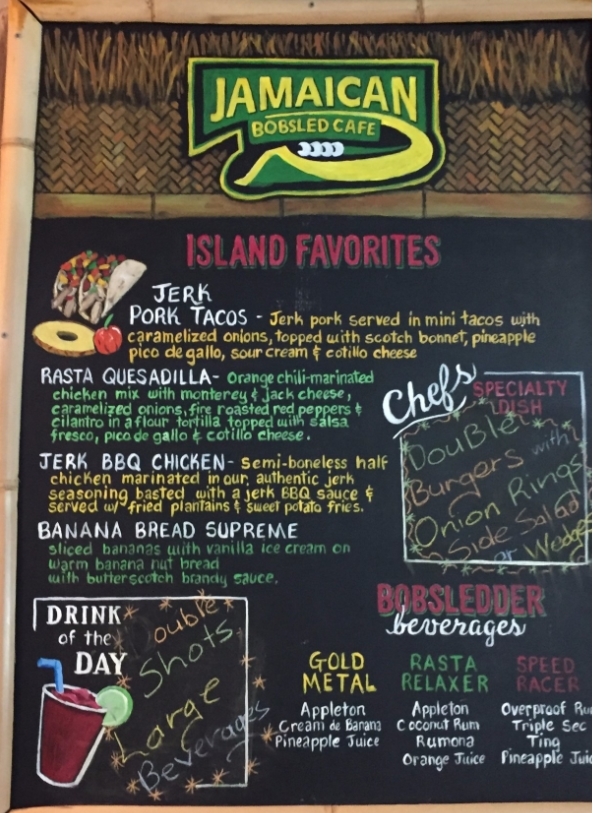 JAMAICAN
BOBSLED CAFE
ISLAND FAVORITES
JERK
PORK TACOS - Jerk pork served in mini tacos with
caramelized onions, topped with scotch bonnet, pineapple
pico de gallo, sour cream & cotillo cheese
RASTA QUESADILLA- Orange chili-marinated
chicken mix with monterey & jack cheese,
caramelized onions, fire roasted red peppers &
cilantro in a flour tortilla topped with salsa
fresco, pico de gallo & cotillo cheese.
JERK BBQ CHICKEN- Semi-boneless half
chicken marinated in our, authentic jerk
seasoning basted with a jerk BBQ sauce &
served w/ fried plantains & sweet potato fries.
BANANA BREAD SUPREME
sliced bananas with vanilla ice cream on
warm banana nut bread
with butterscotch brandy sauce.
Chefs SPECIALTY
DISH
Double
Burgers with
Onion Rings
Side Salad
or Wedge
DRINK
of the
DAY
Double
Shots
Large
Beverages
BOBSLEDDER
beverages
GOLD
METAL
Appleton
Cream de Banana
Pineapple Juice
RASTA
RELAXER
Appleton
Coconut Rum
Rumona
Orange Juice
SPEED
RACER
Overproof Ru
Triple Sec
Ting
Pineapple Jui